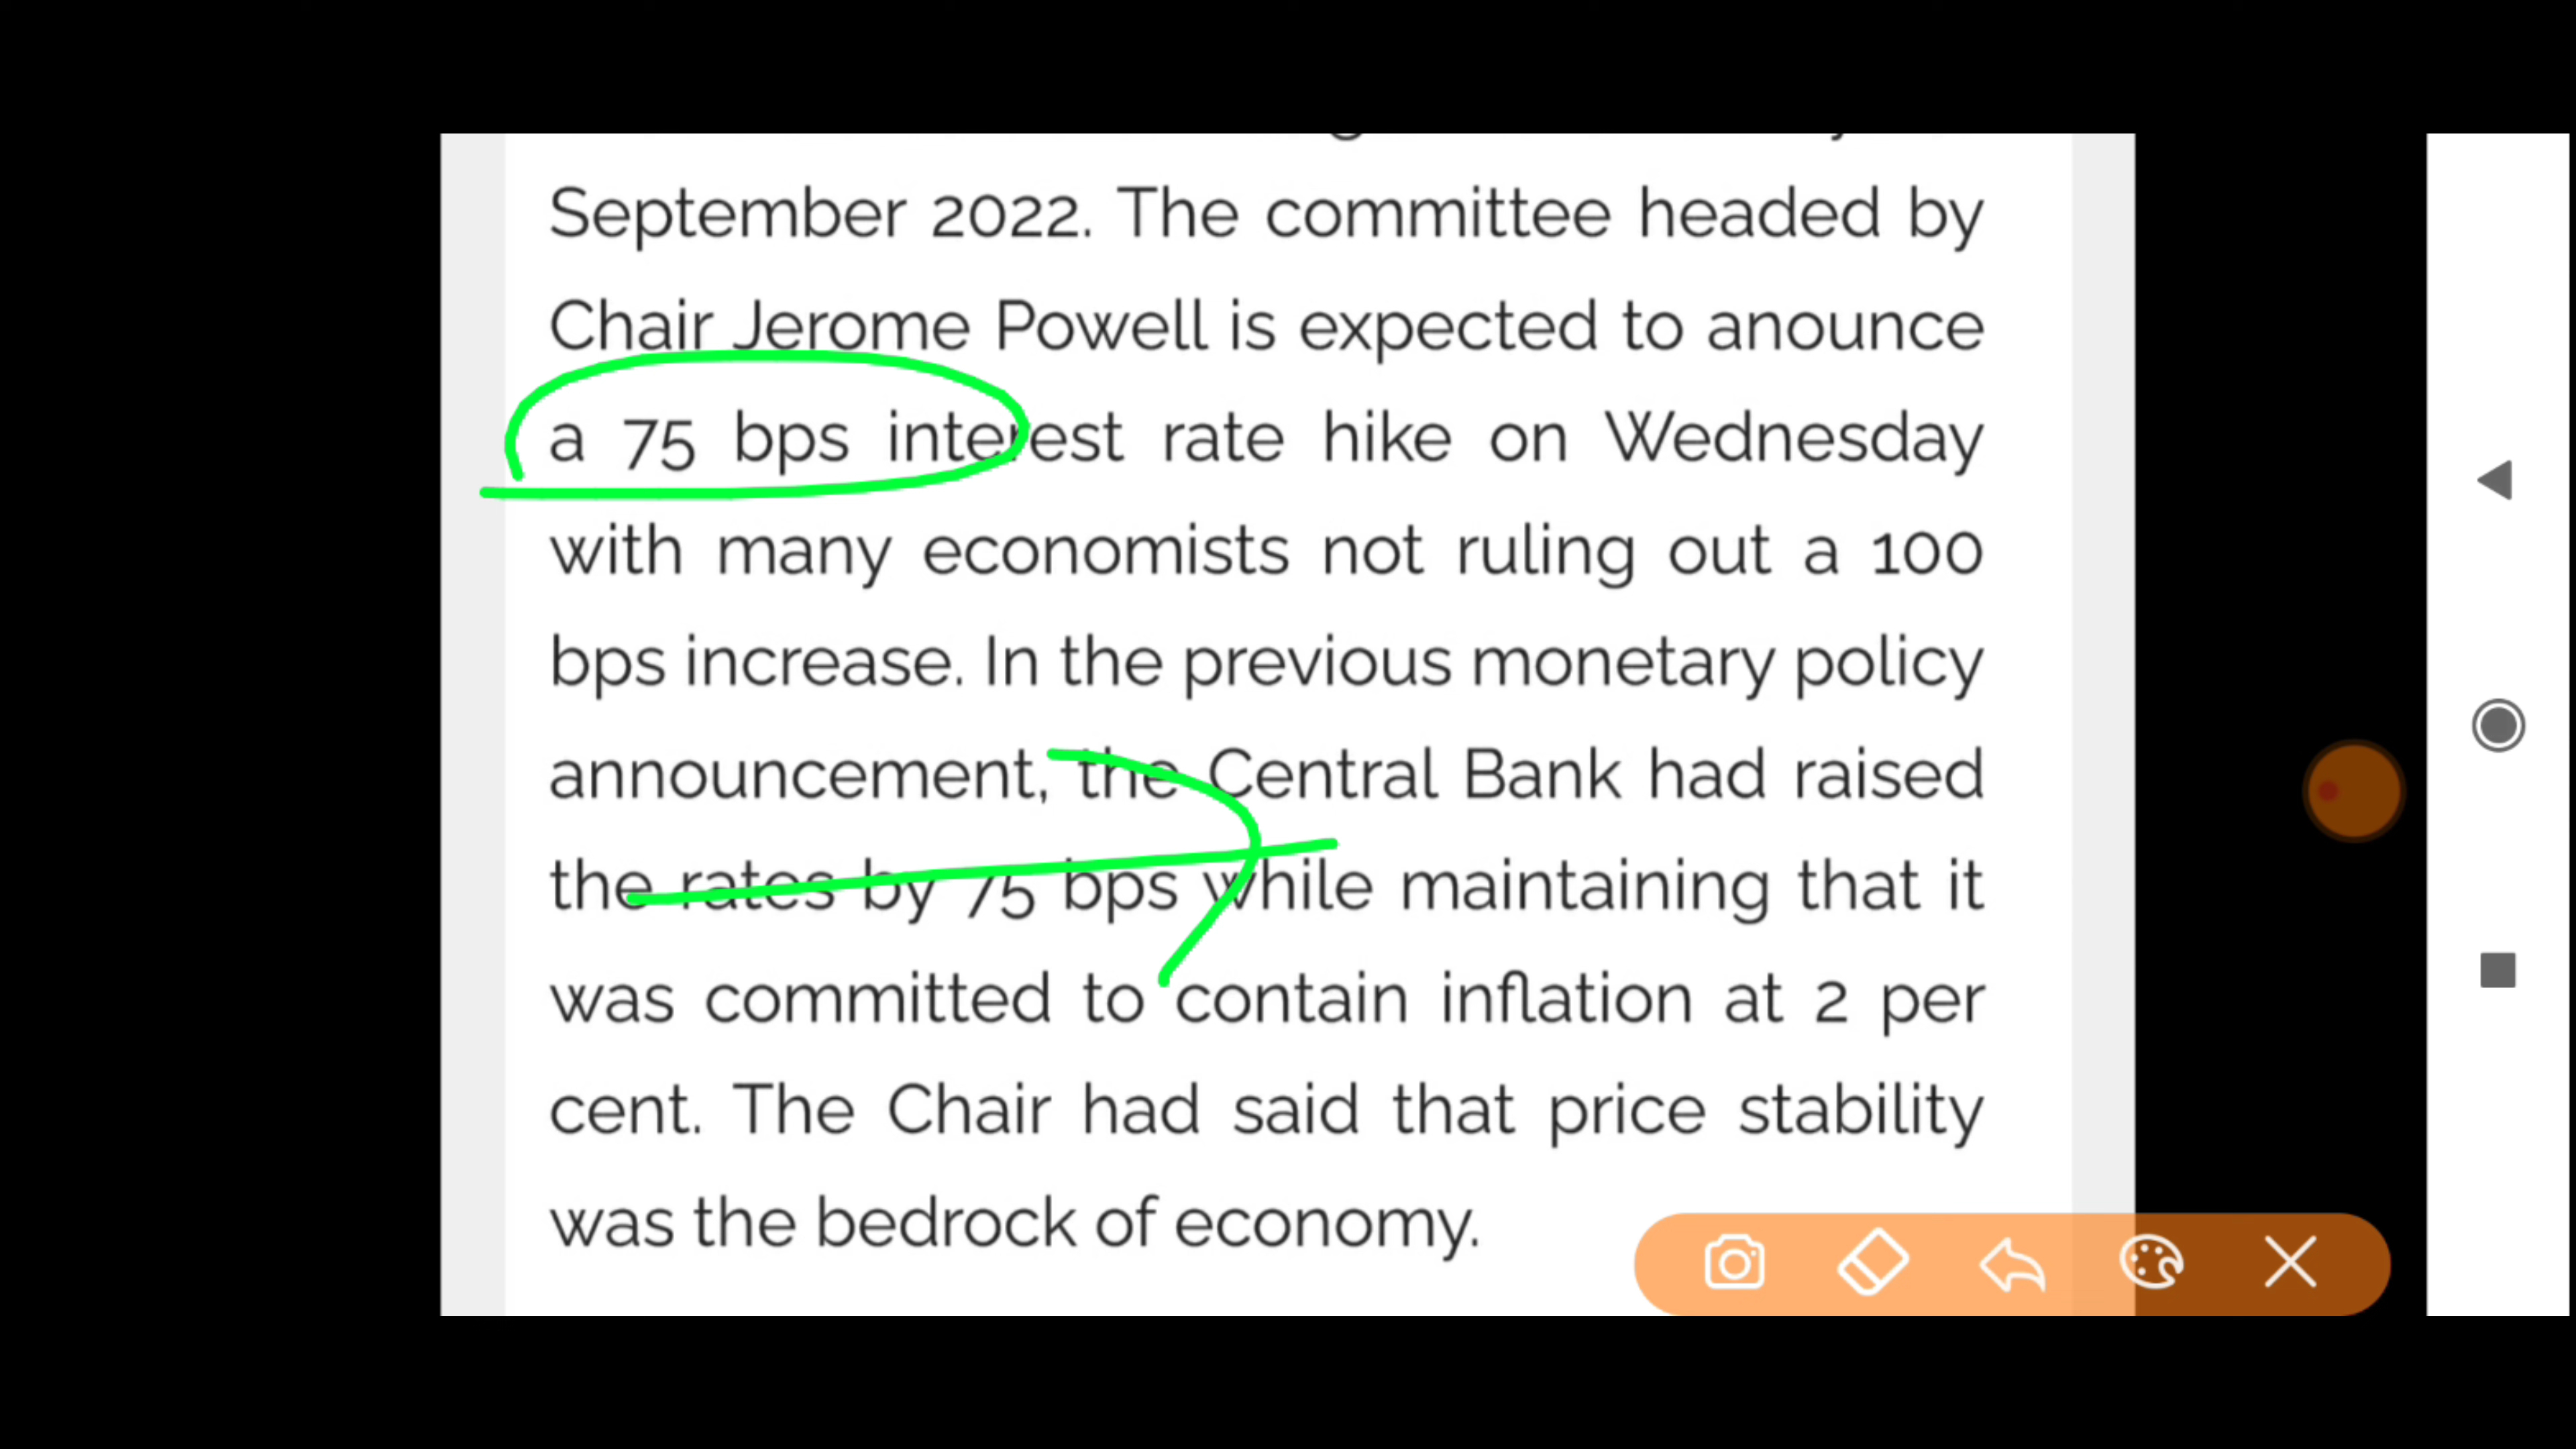 September 2022. The committee headed by
Chair Jerome Powell is expected to anounce
a 75 bps interest rate hike on Wednesday
with many economists not ruling out a 100
bps increase. In the previous monetary policy
announcement, the Central Bank had raised
the rates by 75 bps while maintaining that it
was committed to contain inflation at 2 per
cent. The Chair had said that price stability
was the bedrock of economy.